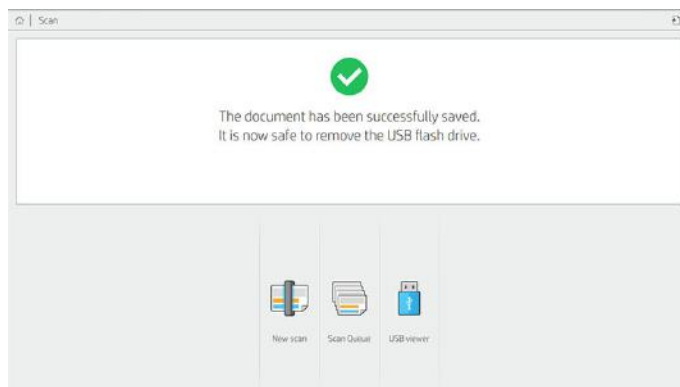 Scan
The document has been successfully saved.
It is now safe to remove the USB flash drive.
New scan
Scan Queue
USB viewer